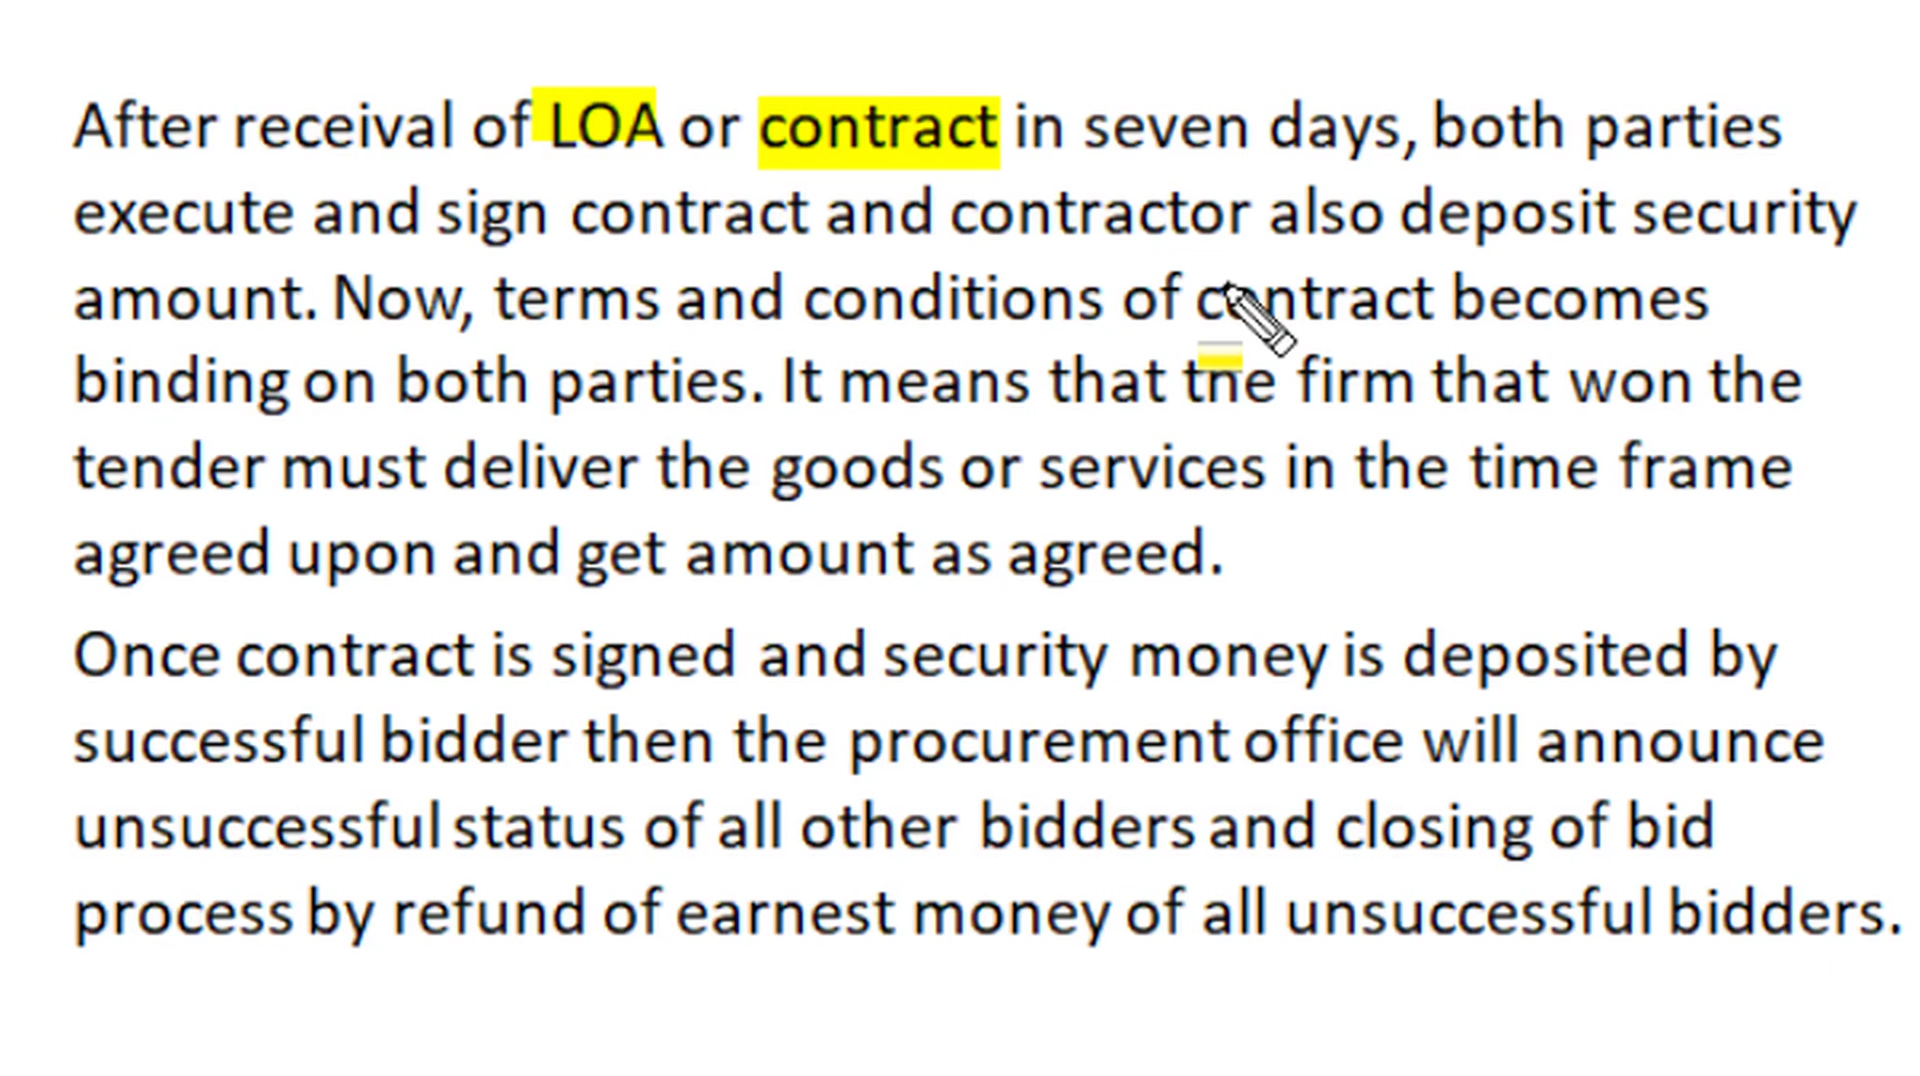 After receival of LOA or contract in seven days, both parties
execute and sign contract and contractor also deposit security
amount. Now, terms and conditions of contract becomes
binding on both parties. It means that the firm that won the
tender must deliver the goods or services in the time frame
agreed upon and get amount as agreed.
Once contract is signed and security money is deposited by
successful bidder then the procurement office will announce
unsuccessful status of all other bidders and closing of bid
process by refund of earnest money of all unsuccessful bidders.